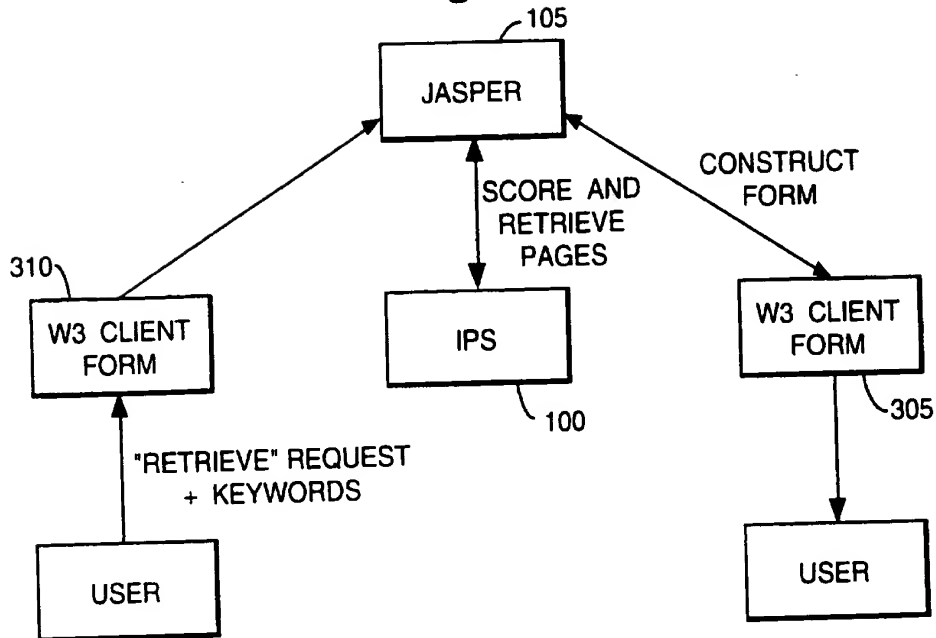 105
JASPER
CONSTRUCT
FORM
SCORE AND
RETRIEVE
PAGES
310
W3 CLIENT
FORM
IPS
W3 CLIENT
FORM
100
305
"RETRIEVE" REQUEST
+ KEYWORDS
USER
USER